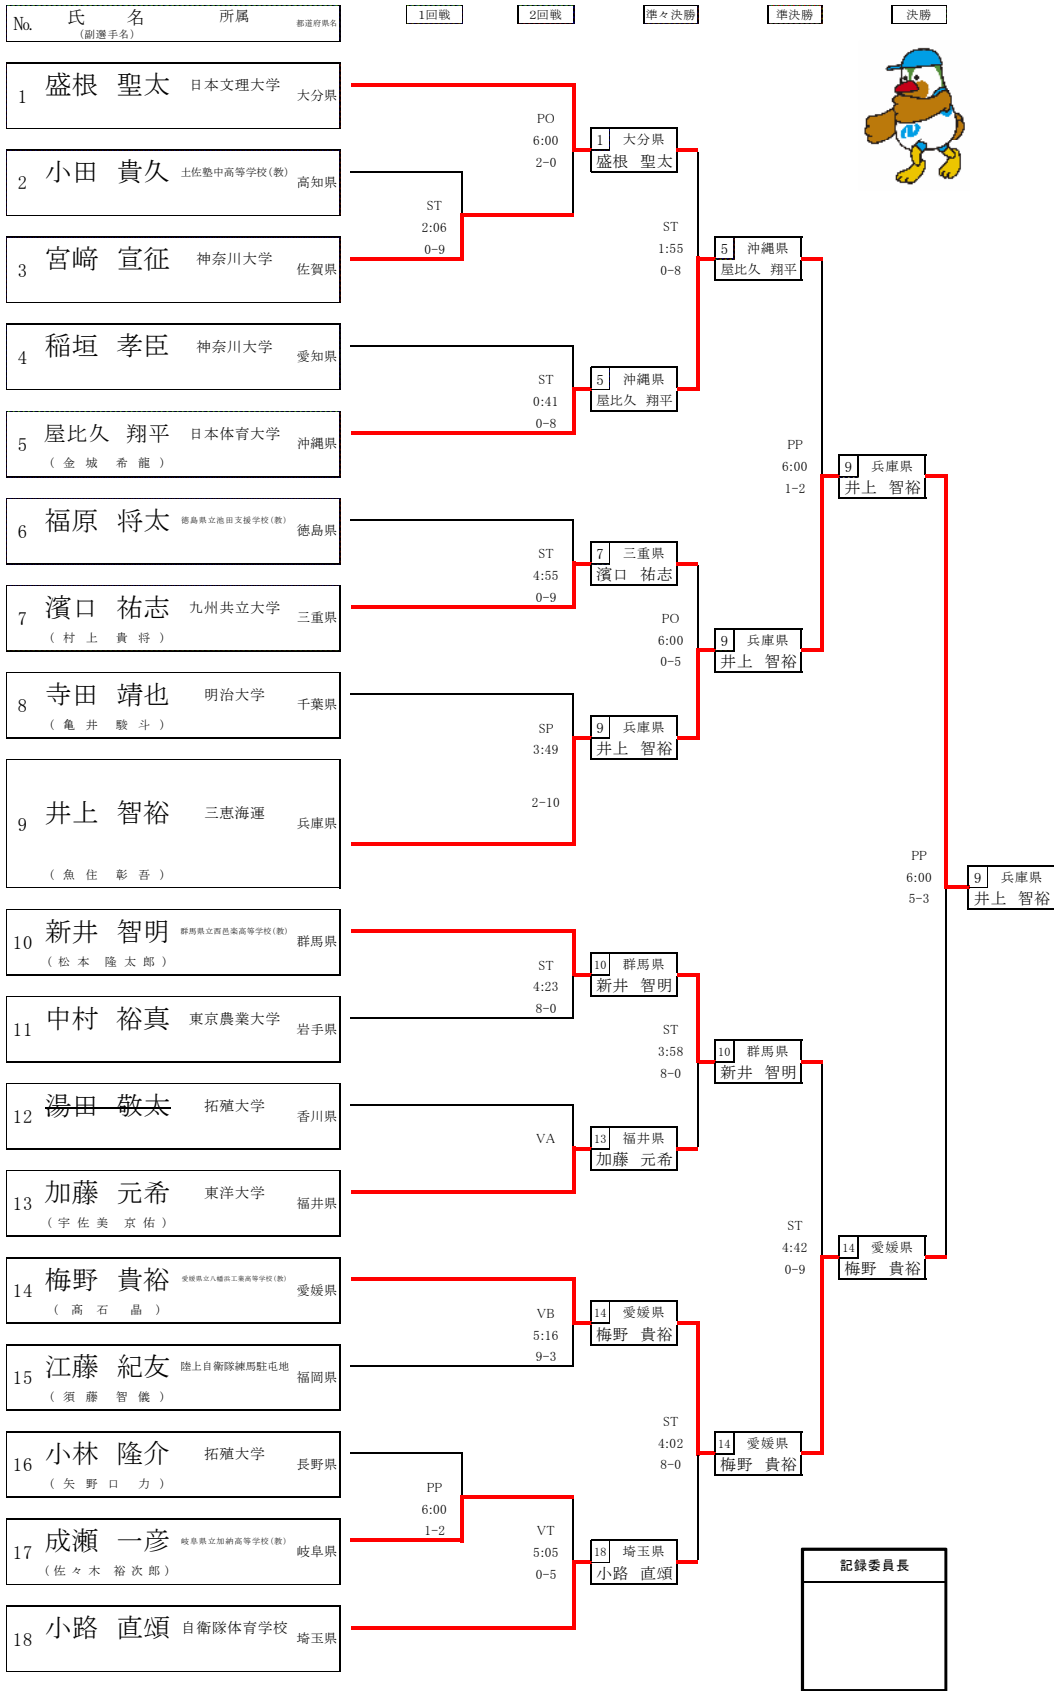 No. 氏 名 所属 都道府県名
(副選手名)
1回戦 2回戦 準々決勝 準決勝 決勝
1 盛根 聖太 日本文理大学 大分県
2 小田 貴久 土佐塾中高等学校(教) 高知県
3 宮﨑 宣征 神奈川大学 佐賀県
4 稲垣 孝臣 神奈川大学 愛知県
5 屋比久 翔平 日本体育大学 沖縄県
(金城 希龍)
6 福原 将太 徳島県立池田支援学校(教) 徳島県
7 濱口 祐志 九州共立大学 三重県
(村上 貴将)
8 寺田 靖也 明治大学 千葉県
(亀井 駿斗)
9 井上 智裕 三恵海運 兵庫県
(魚住 彰吾)
10 新井 智明 群馬県立西邑楽高等学校(教) 群馬県
(松本 隆太郎)
11 中村 裕真 東京農業大学 岩手県
12 湯田 敬太 拓殖大学 香川県
13 加藤 元希 東洋大学 福井県
(宇佐美 京佑)
14 梅野 貴裕 愛媛県立八幡浜工業高等学校(教) 愛媛県
(髙石 晶)
15 江藤 紀友 陸上自衛隊練馬駐屯地 福岡県
(須藤 智儀)
16 小林 隆介 拓殖大学 長野県
(矢野口 力)
17 成瀬 一彦 岐阜県立加納高等学校(教) 岐阜県
(佐々木 裕次郎)
18 小路 直頌 自衛隊体育学校 埼玉県
ST
2:06
0-9
PP
6:00
1-2
PO
6:00
2-0
ST
0:41
0-8
ST
4:55
0-9
SP
3:49
2-10
ST
4:23
8-0
VA
VB
5:16
9-3
VT
5:05
0-5
1 大分県
盛根 聖太
5 沖縄県
屋比久 翔平
7 三重県
濱口 祐志
9 兵庫県
井上 智裕
10 群馬県
新井 智明
13 福井県
加藤 元希
14 愛媛県
梅野 貴裕
18 埼玉県
小路 直頌
ST
1:55
0-8
PO
6:00
0-5
ST
3:58
8-0
ST
4:02
8-0
5 沖縄県
屋比久 翔平
9 兵庫県
井上 智裕
10 群馬県
新井 智明
14 愛媛県
梅野 貴裕
PP
6:00
1-2
ST
4:42
0-9
9 兵庫県
井上 智裕
14 愛媛県
梅野 貴裕
PP
6:00
5-3
9 兵庫県
井上 智裕
記録委員長